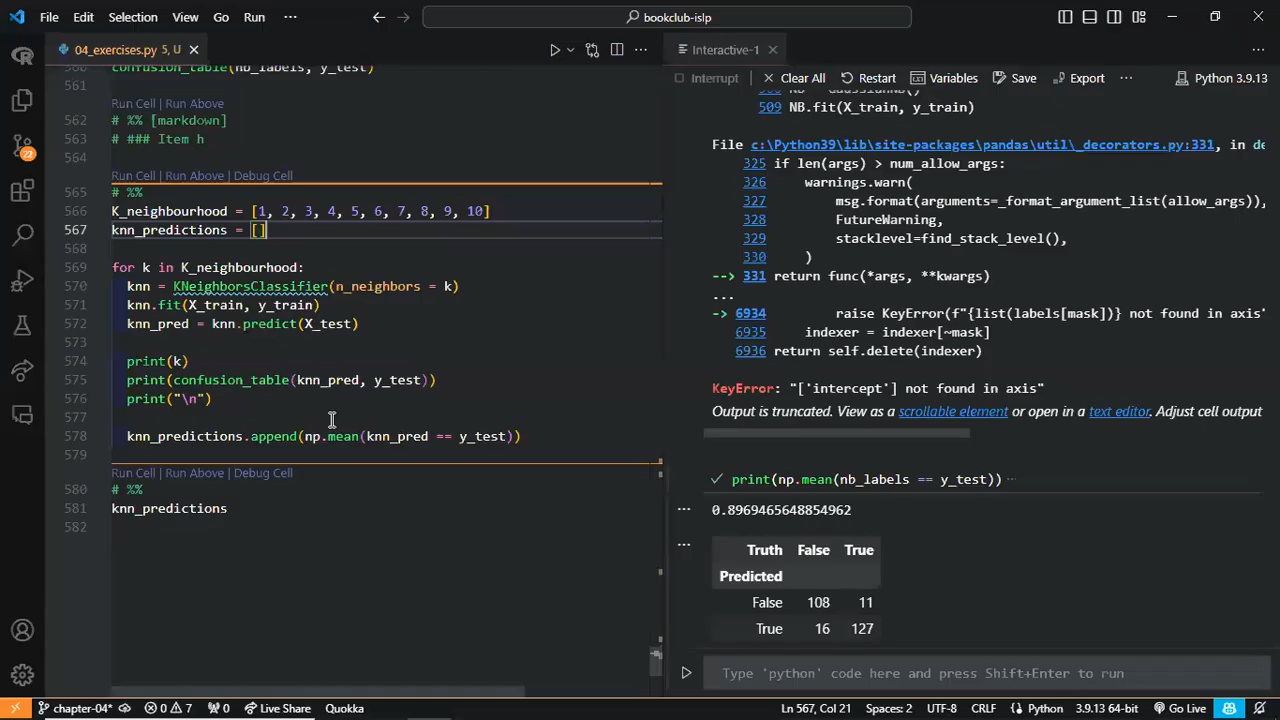 File Edit Selection View Go Run ··· bookclub-islp
04_exercises.py 5, U
560 confusion_table(nb_labels, y_test)
561
Run Cell | Run Above
562 # %% [markdown]
563 # ### Item h
564
Run Cell | Run Above | Debug Cell
565 # %%
566 K_neighbourhood = [1, 2, 3, 4, 5, 6, 7, 8, 9, 10]
567 knn_predictions = []
568
569 for k in K_neighbourhood:
570 knn = KNeighborsClassifier(n_neighbors = k)
571 knn.fit(X_train, y_train)
572 knn_pred = knn.predict(X_test)
573
574 print(k)
575 print(confusion_table(knn_pred, y_test))
576 print("\n")
577
578 knn_predictions.append(np.mean(knn_pred == y_test))
579
Run Cell | Run Above | Debug Cell
580 # %%
581 knn_predictions
582
Interactive-1
Interrupt Clear All Restart Variables Save Export ··· Python 3.9.13
508 NB = GaussianNB()
509 NB.fit(X_train, y_train)
File c:\Python39\lib\site-packages\pandas\util\_decorators.py:331, in de
325 if len(args) > num_allow_args:
326 warnings.warn(
327 msg.format(arguments=_format_argument_list(allow_args)),
328 FutureWarning,
329 stacklevel=find_stack_level(),
330 )
--> 331 return func(*args, **kwargs)
...
-> 6934 raise KeyError(f"{list(labels[mask])} not found in axis"
6935 indexer = indexer[~mask]
6936 return self.delete(indexer)
KeyError: "['intercept'] not found in axis"
Output is truncated. View as a scrollable element or open in a text editor. Adjust cell output
print(np.mean(nb_labels == y_test)) ···
0.8969465648854962
Truth False True
Predicted
False 108 11
True 16 127
Type 'python' code here and press Shift+Enter to run
22
chapter-04* 0 7 0 Live Share Quokka Ln 567, Col 21 Spaces: 2 UTF-8 CRLF Python 3.9.13 64-bit Go Live